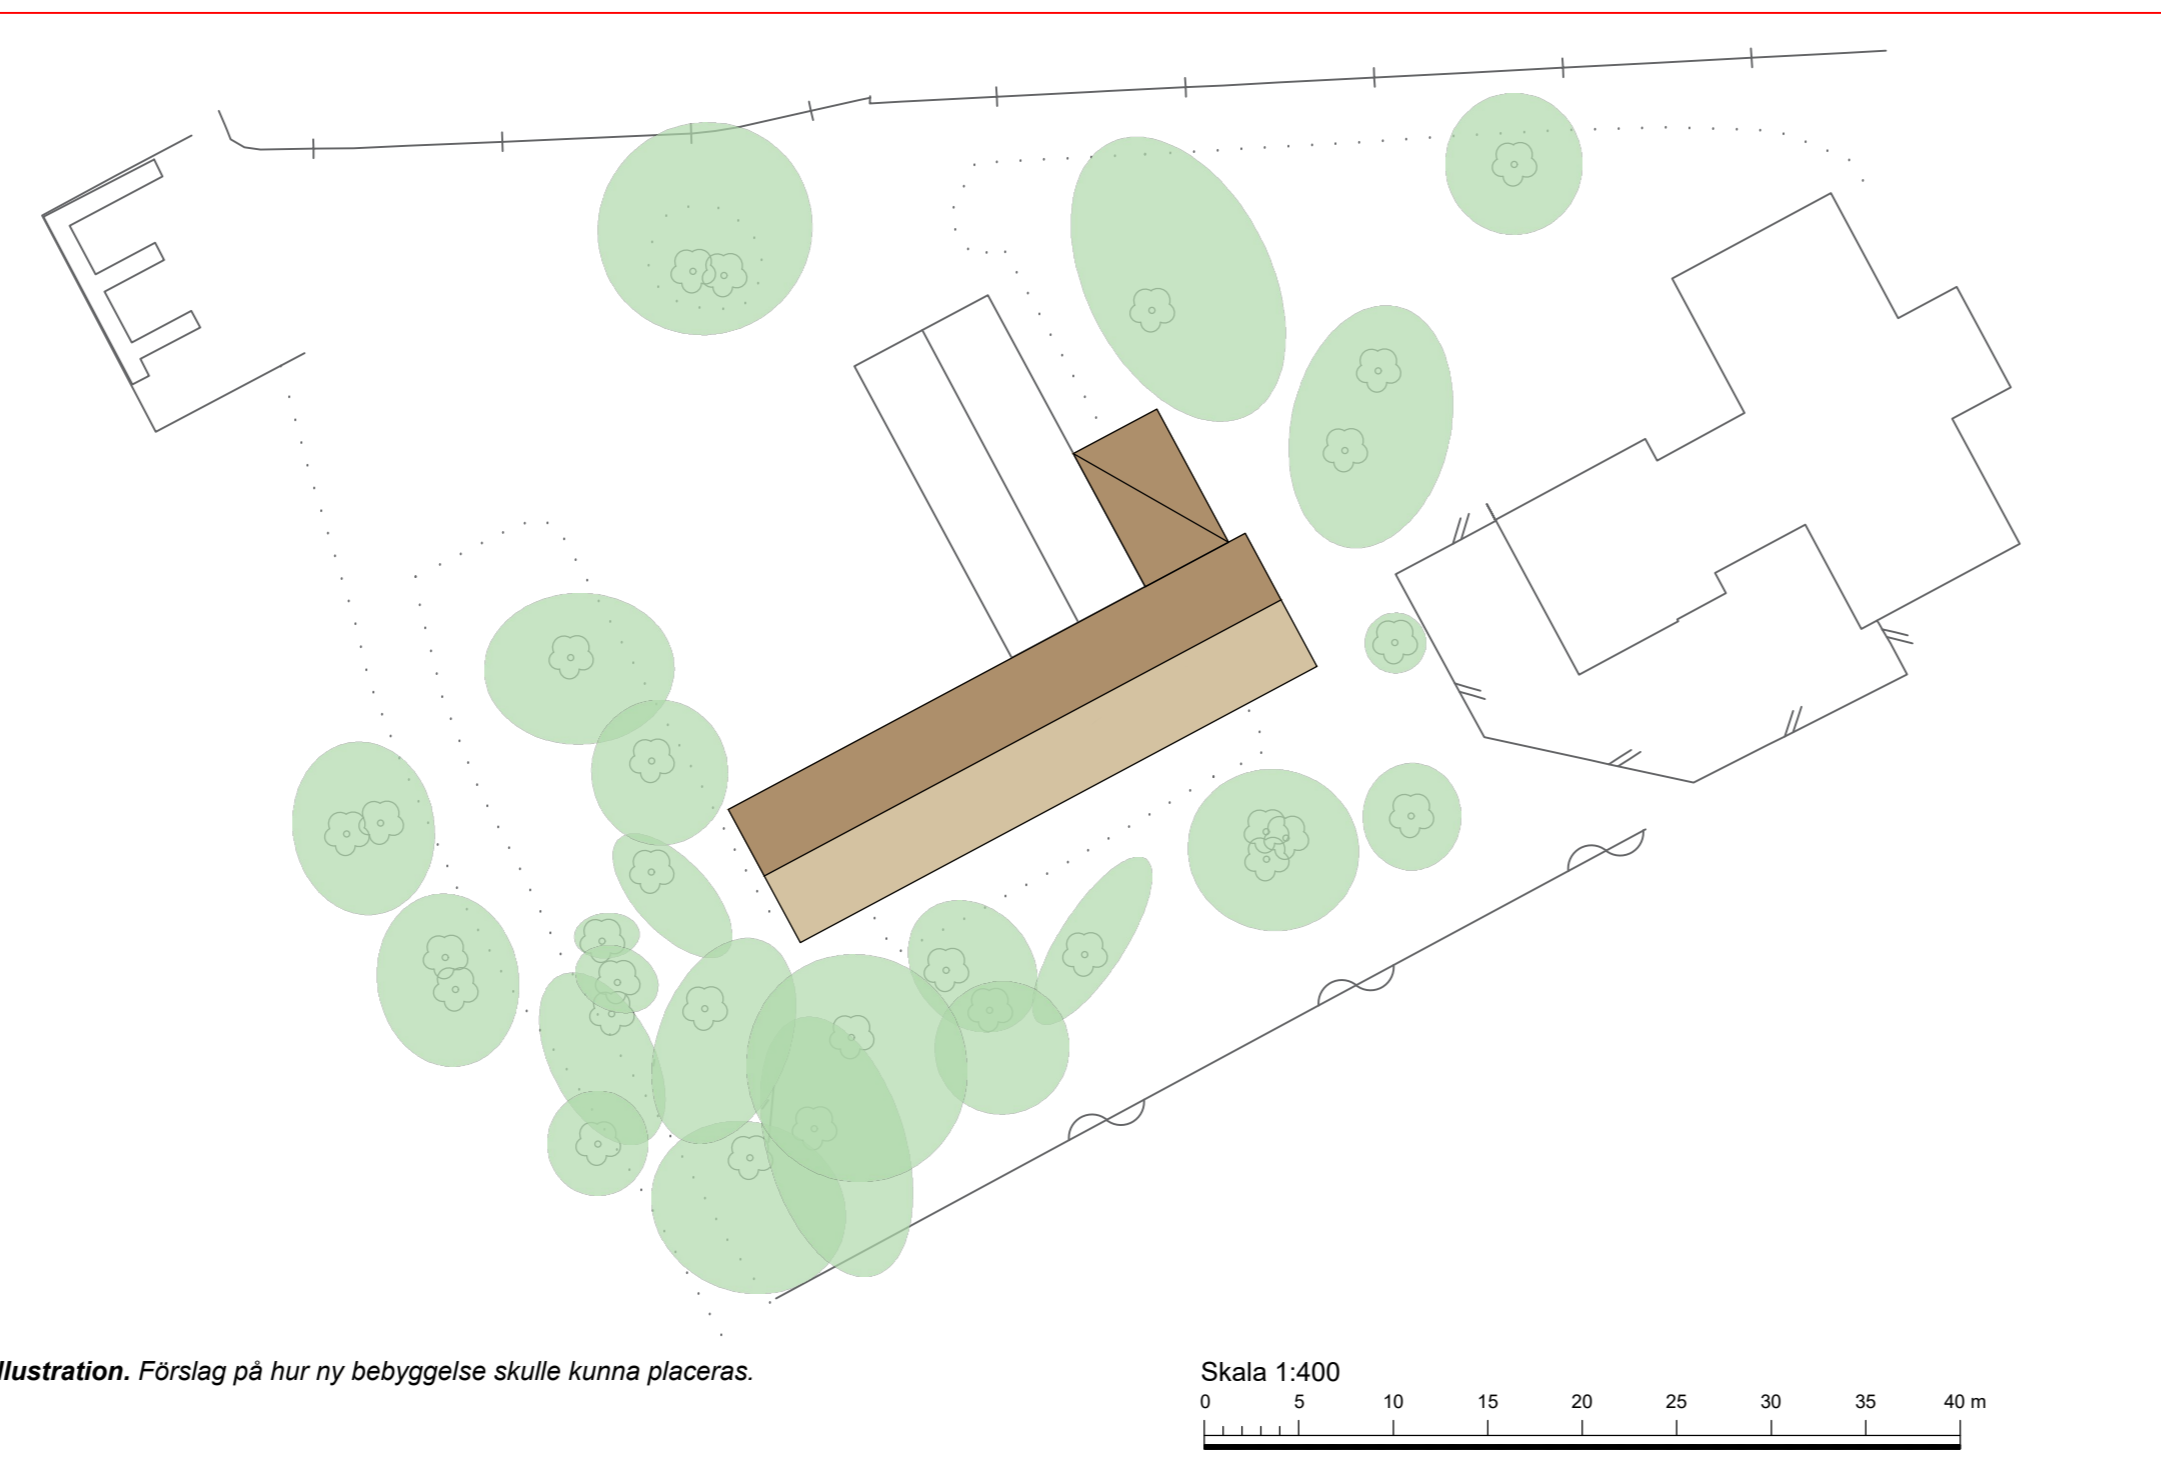 llustration. Förslag på hur ny bebyggelse skulle kunna placeras.
Skala 1:400
0 5 10 15 20 25 30 35 40 m